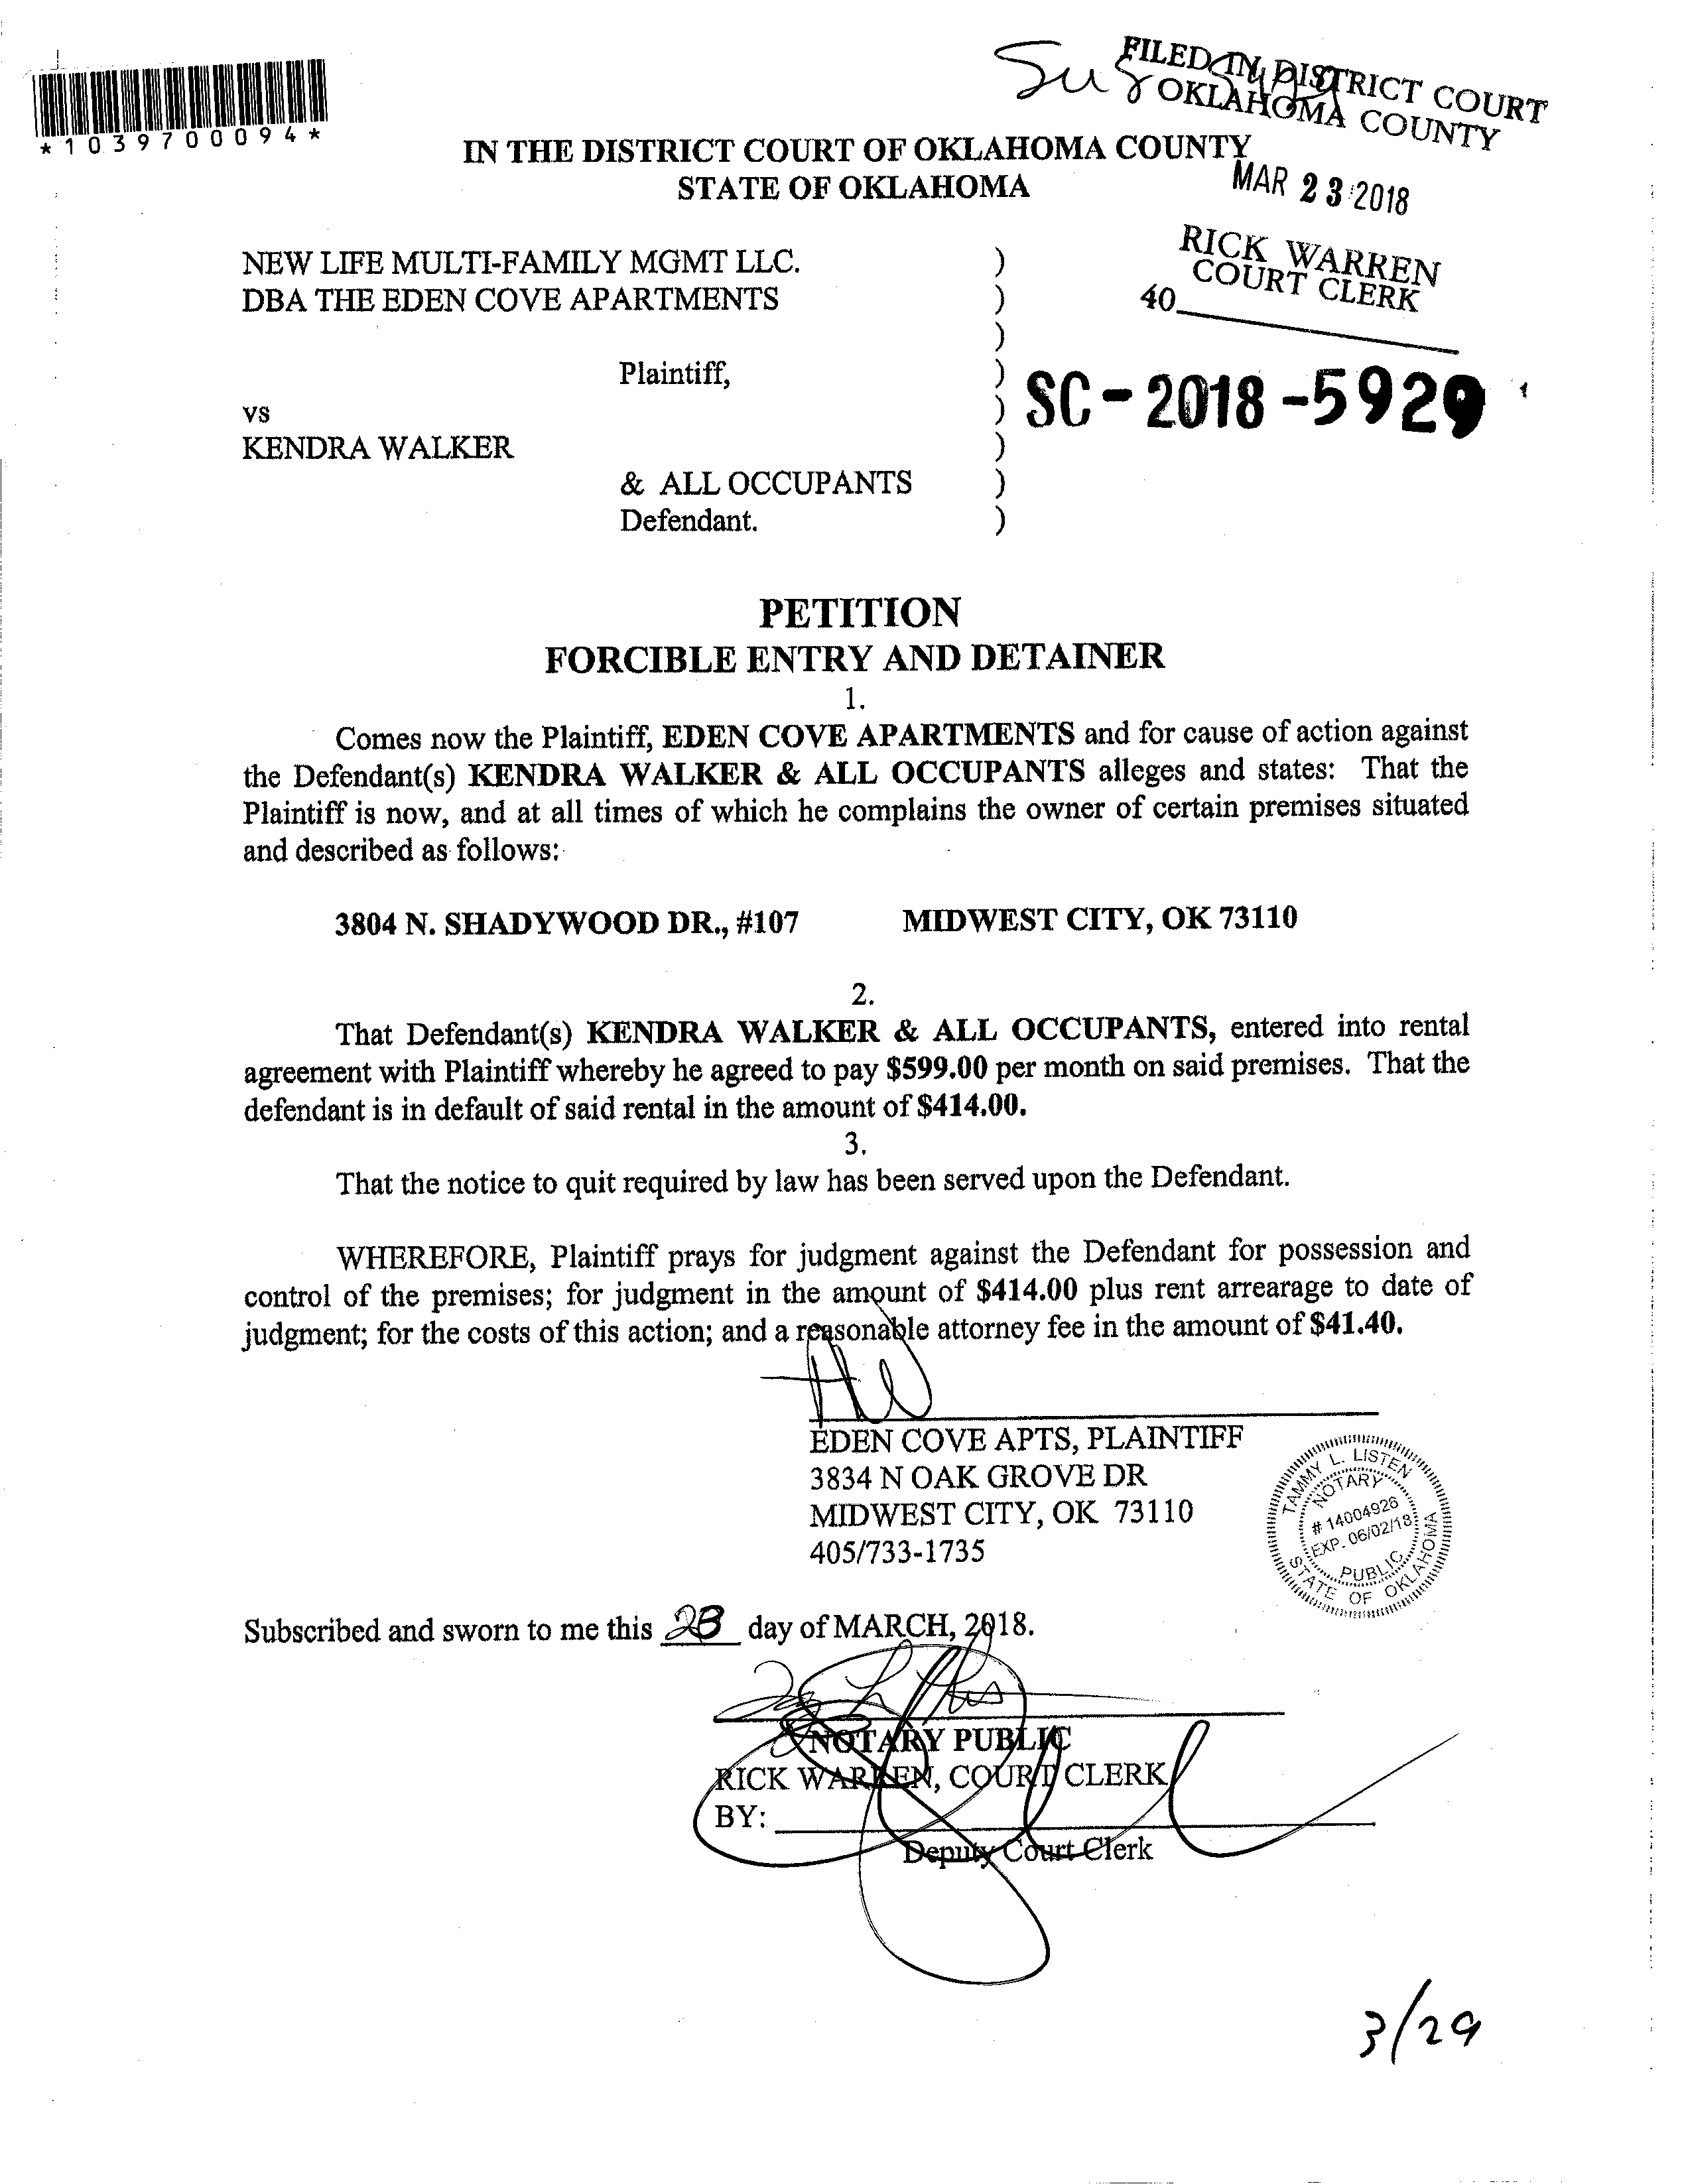 *1039700094*
FILED IN DISTRICT COURT
OKLAHOMA COUNTY
IN THE DISTRICT COURT OF OKLAHOMA COUNTY
STATE OF OKLAHOMA
MAR 23 2018
RICK WARREN
COURT CLERK
40
NEW LIFE MULTI-FAMILY MGMT LLC. )
DBA THE EDEN COVE APARTMENTS )
)
Plaintiff, )
SC-2018-5929
vs )
KENDRA WALKER )
& ALL OCCUPANTS )
Defendant. )
PETITION
FORCIBLE ENTRY AND DETAINER
1.
Comes now the Plaintiff, EDEN COVE APARTMENTS and for cause of action against
the Defendant(s) KENDRA WALKER & ALL OCCUPANTS alleges and states: That the
Plaintiff is now, and at all times of which he complains the owner of certain premises situated
and described as follows:
3804 N. SHADYWOOD DR., #107 MIDWEST CITY, OK 73110
2.
That Defendant(s) KENDRA WALKER & ALL OCCUPANTS, entered into rental
agreement with Plaintiff whereby he agreed to pay $599.00 per month on said premises. That the
defendant is in default of said rental in the amount of $414.00.
3.
That the notice to quit required by law has been served upon the Defendant.
WHEREFORE, Plaintiff prays for judgment against the Defendant for possession and
control of the premises; for judgment in the amount of $414.00 plus rent arrearage to date of
judgment; for the costs of this action; and a reasonable attorney fee in the amount of $41.40.
EDEN COVE APTS, PLAINTIFF
3834 N OAK GROVE DR
MIDWEST CITY, OK 73110
405/733-1735
TAMMY L. LISTEN
NOTARY
# 14004926
EXP. 06/02/18
PUBLIC
STATE OF OKLAHOMA
Subscribed and sworn to me this 23 day of MARCH, 2018.
NOTARY PUBLIC
RICK WARREN, COURT CLERK
BY:
Deputy Court Clerk
3/29